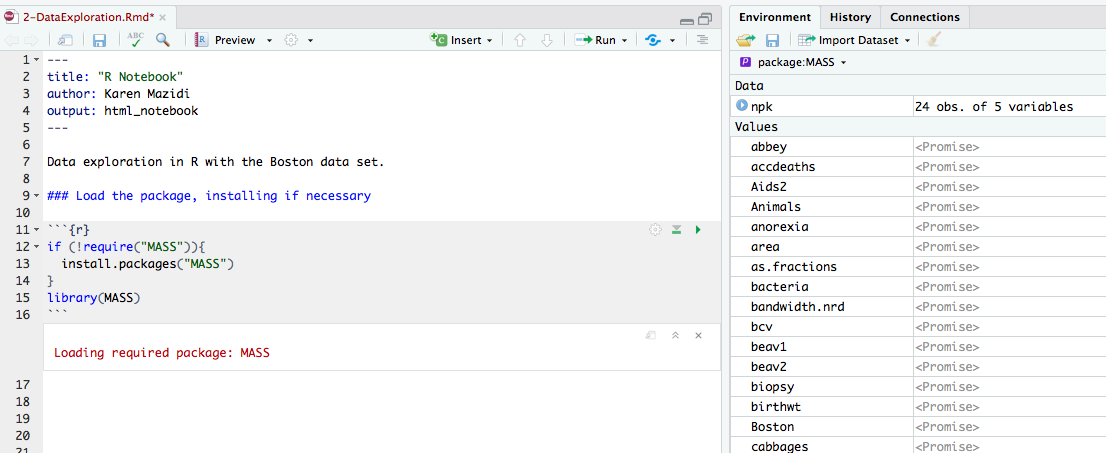 2-DataExploration.Rmd*
ABC
Preview
Insert
Run
1 ---
2 title: "R Notebook"
3 author: Karen Mazidi
4 output: html_notebook
5 ---
6
7 Data exploration in R with the Boston data set.
8
9 ### Load the package, installing if necessary
10
11 ```{r}
12 if (!require("MASS")){
13 install.packages("MASS")
14 }
15 library(MASS)
16 ```
Loading required package: MASS
17
18
19
20
21
Environment History Connections
Import Dataset
package:MASS
Data
npk 24 obs. of 5 variables
Values
abbey <Promise>
accdeaths <Promise>
Aids2 <Promise>
Animals <Promise>
anorexia <Promise>
area <Promise>
as.fractions <Promise>
bacteria <Promise>
bandwidth.nrd <Promise>
bcv <Promise>
beav1 <Promise>
beav2 <Promise>
biopsy <Promise>
birthwt <Promise>
Boston <Promise>
cabbages <Promise>